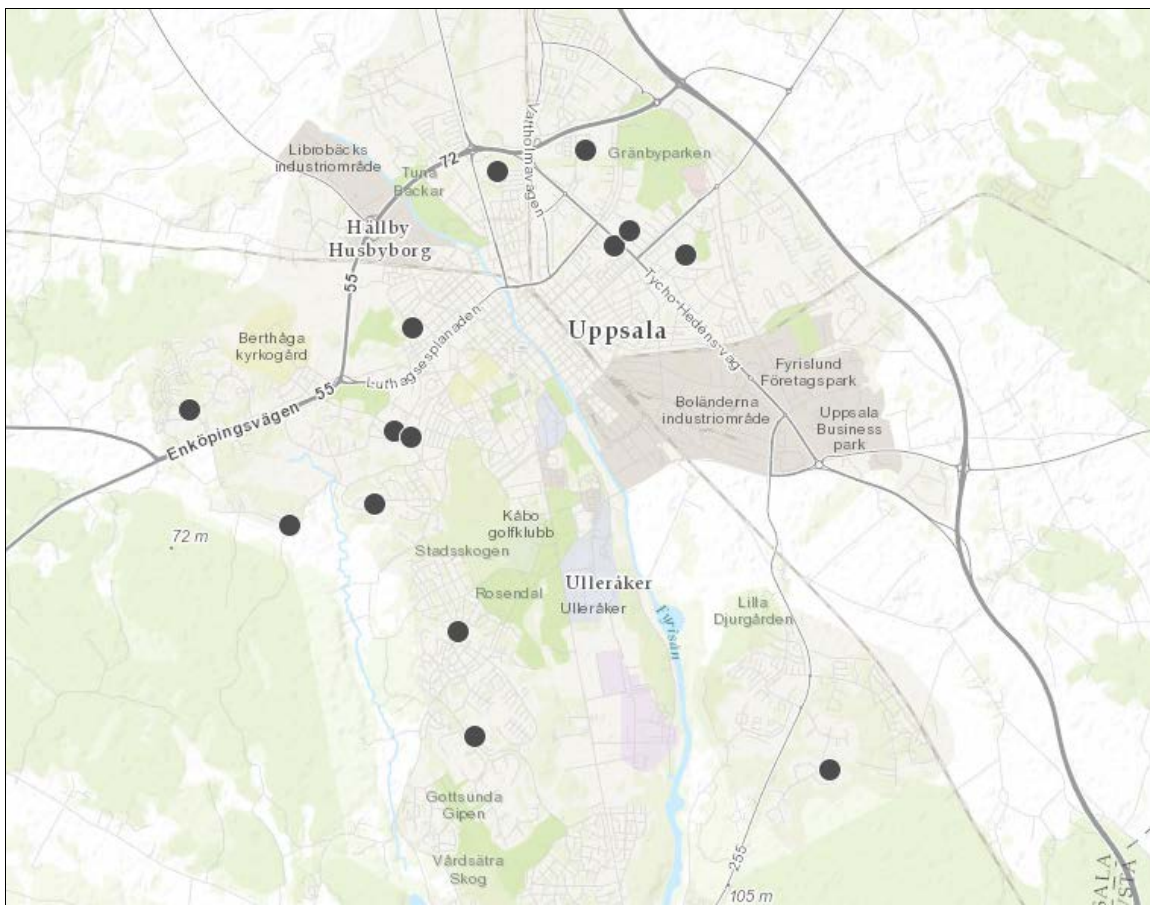 Vattholmavägen
Librobäcks
industriområde
72
Gränbyparken
Tuna
Backar
Hällby
Husbyborg
55
Tycho Hedéns väg
Luthagsesplanaden
Uppsala
Berthåga
kyrkogård
Fyrislund
Företagspark
55
Enköpingsvägen
Boländerna
industriområde
Uppsala
Business
park
Kåbo
golfklubb
72 m
Stadsskogen
Ulleråker
Rosendal
Ulleråker
Lilla
Djurgården
Fyrisån
Gottsunda
Gipen
Vårdsätra
Skog
255
105 m